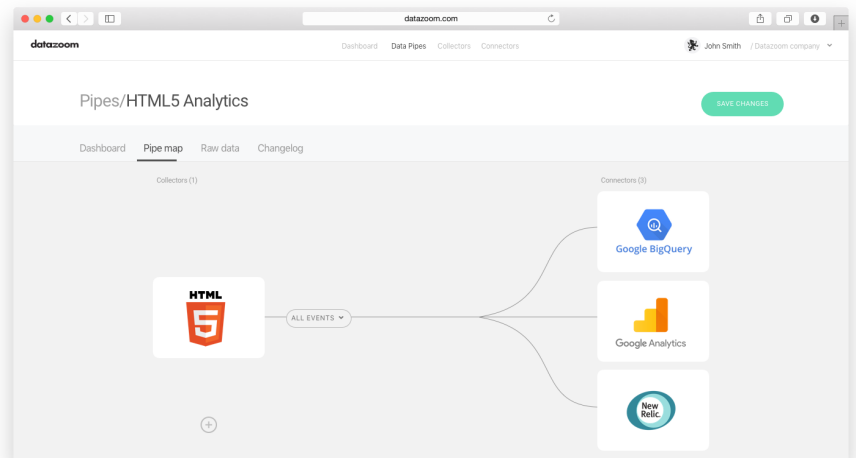 datazoom.com
datazoom
Dashboard Data Pipes Collectors Connectors
John Smith / Datazoom company
Pipes/HTML5 Analytics
SAVE CHANGES
Dashboard Pipe map Raw data Changelog
Collectors (1)
Connectors (3)
Google BigQuery
HTML
5
ALL EVENTS
Google Analytics
New
Relic.